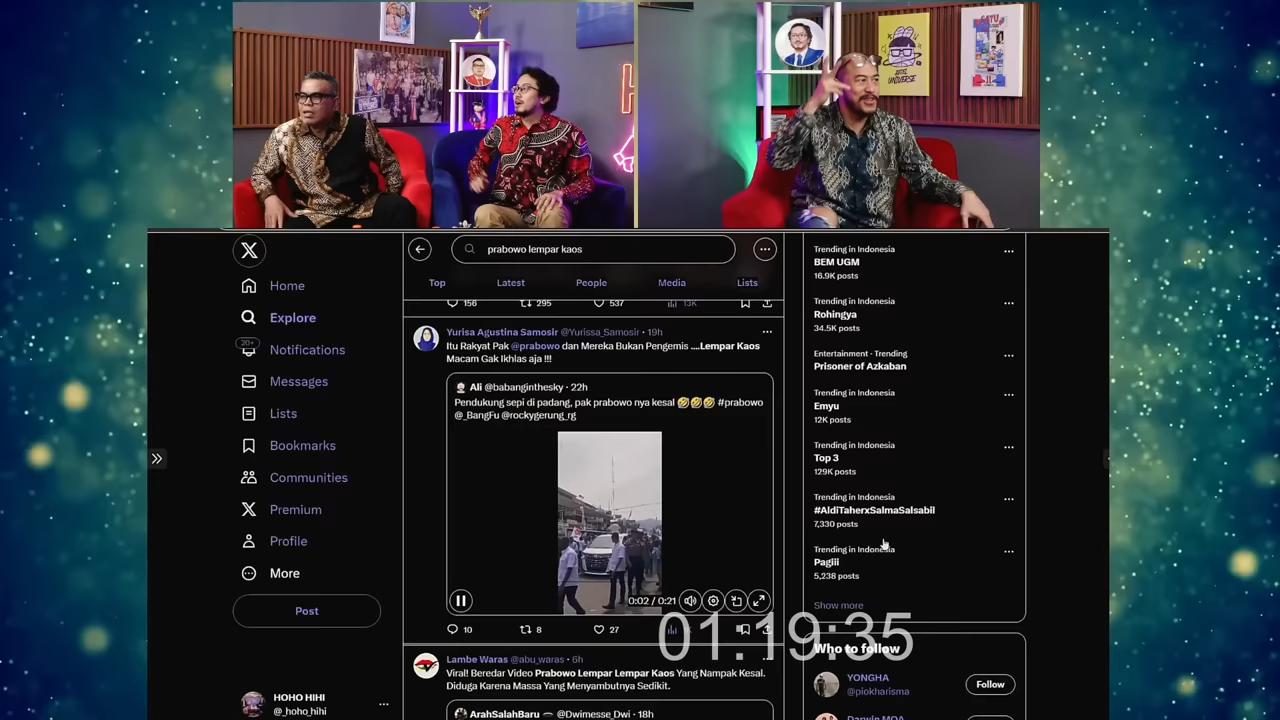 SATU
prabowo lempar kaos
Top
Latest
People
Media
Lists
Home
Explore
20+
Notifications
Messages
Lists
Bookmarks
Communities
Premium
Profile
More
Post
HOHO HIHI
@_hoho_hihi
156
295
537
13K
Yurisa Agustina Samosir @Yurissa_Samosir · 19h
Itu Rakyat Pak @prabowo dan Mereka Bukan Pengemis ....Lempar Kaos
Macam Gak Ikhlas aja !!!
Ali @babanginthesky · 22h
Pendukung sepi di padang, pak prabowo nya kesal 🤣🤣🤣 #prabowo
@_BangFu @rockygerung_rg
0:02 / 0:21
10
8
27
Lambe Waras @abu_waras · 6h
Viral! Beredar Video Prabowo Lempar Lempar Kaos Yang Nampak Kesal.
Diduga Karena Massa Yang Menyambutnya Sedikit.
ArahSalahBaru @Dwimesse_Dwi · 18h
Trending in Indonesia
BEM UGM
16.9K posts
Trending in Indonesia
Rohingya
34.5K posts
Entertainment · Trending
Prisoner of Azkaban
Trending in Indonesia
Emyu
12K posts
Trending in Indonesia
Top 3
129K posts
Trending in Indonesia
#AldiTaherxSalmaSalsabil
7,330 posts
Trending in Indonesia
Pagiii
5,238 posts
Show more
01:19:35
Who to follow
YONGHA
@piokharisma
Follow
Darwin MOA